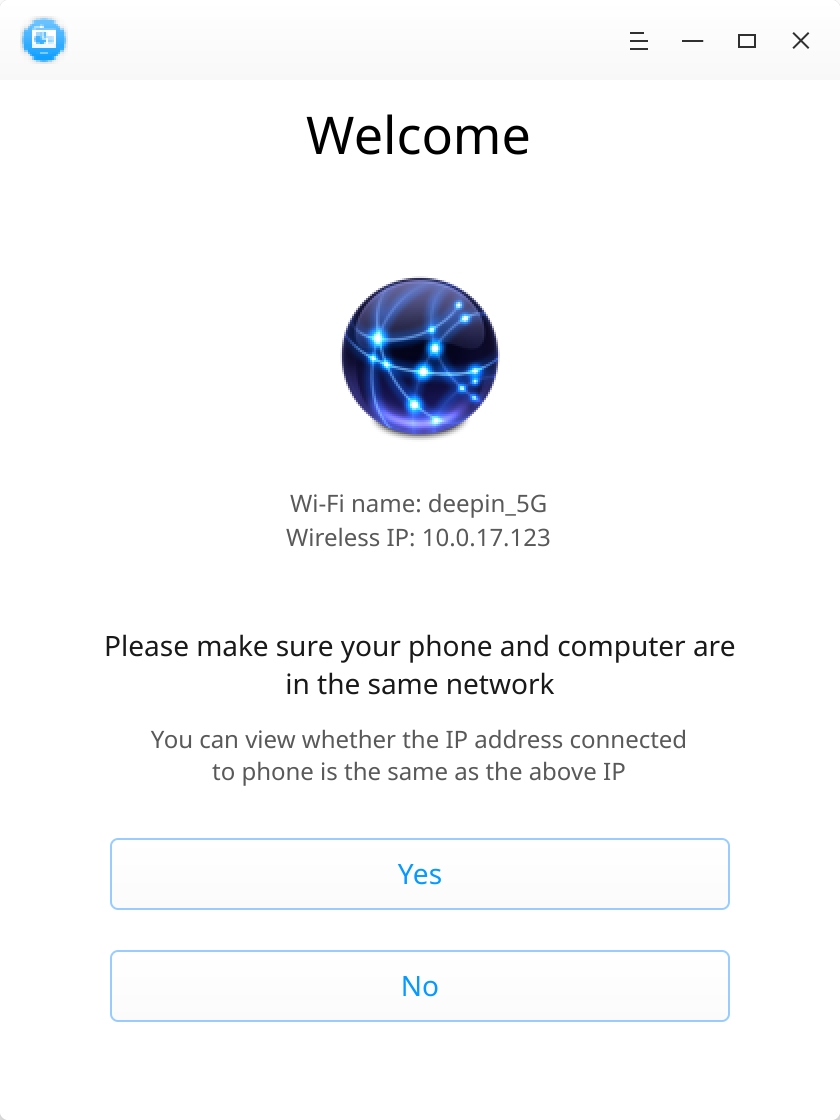 Welcome
Wi-Fi name: deepin_5G
Wireless IP: 10.0.17.123
Please make sure your phone and computer are
in the same network
You can view whether the IP address connected
to phone is the same as the above IP
Yes
No